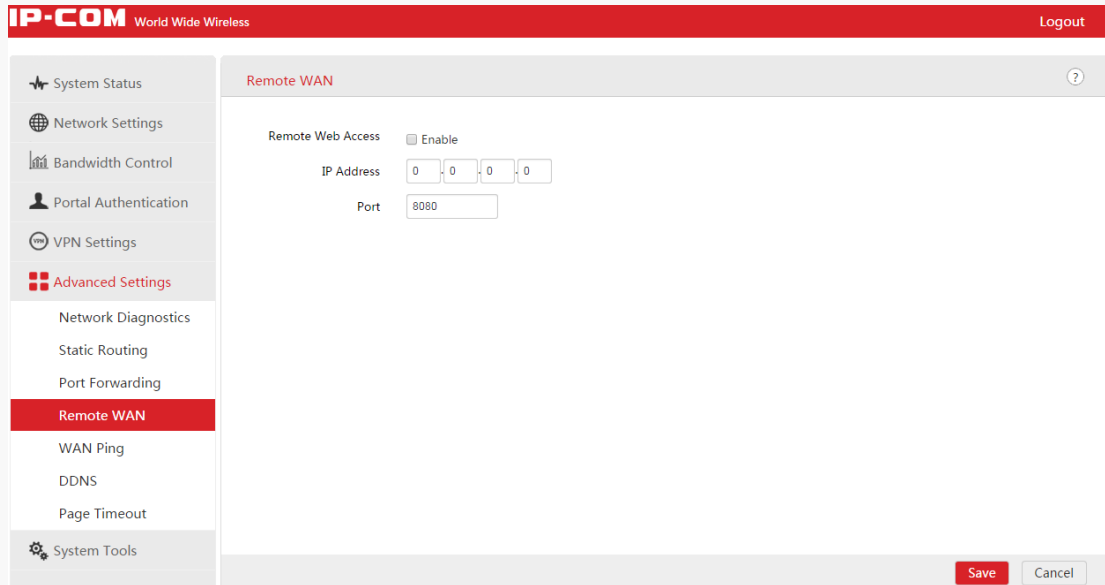 IP-COM World Wide Wireless
Logout
System Status
Network Settings
Bandwidth Control
Portal Authentication
VPN VPN Settings
Advanced Settings
Network Diagnostics
Static Routing
Port Forwarding
Remote WAN
WAN Ping
DDNS
Page Timeout
System Tools
Remote WAN
?
Remote Web Access Enable
IP Address 0 . 0 . 0 . 0
Port 8080
Save Cancel